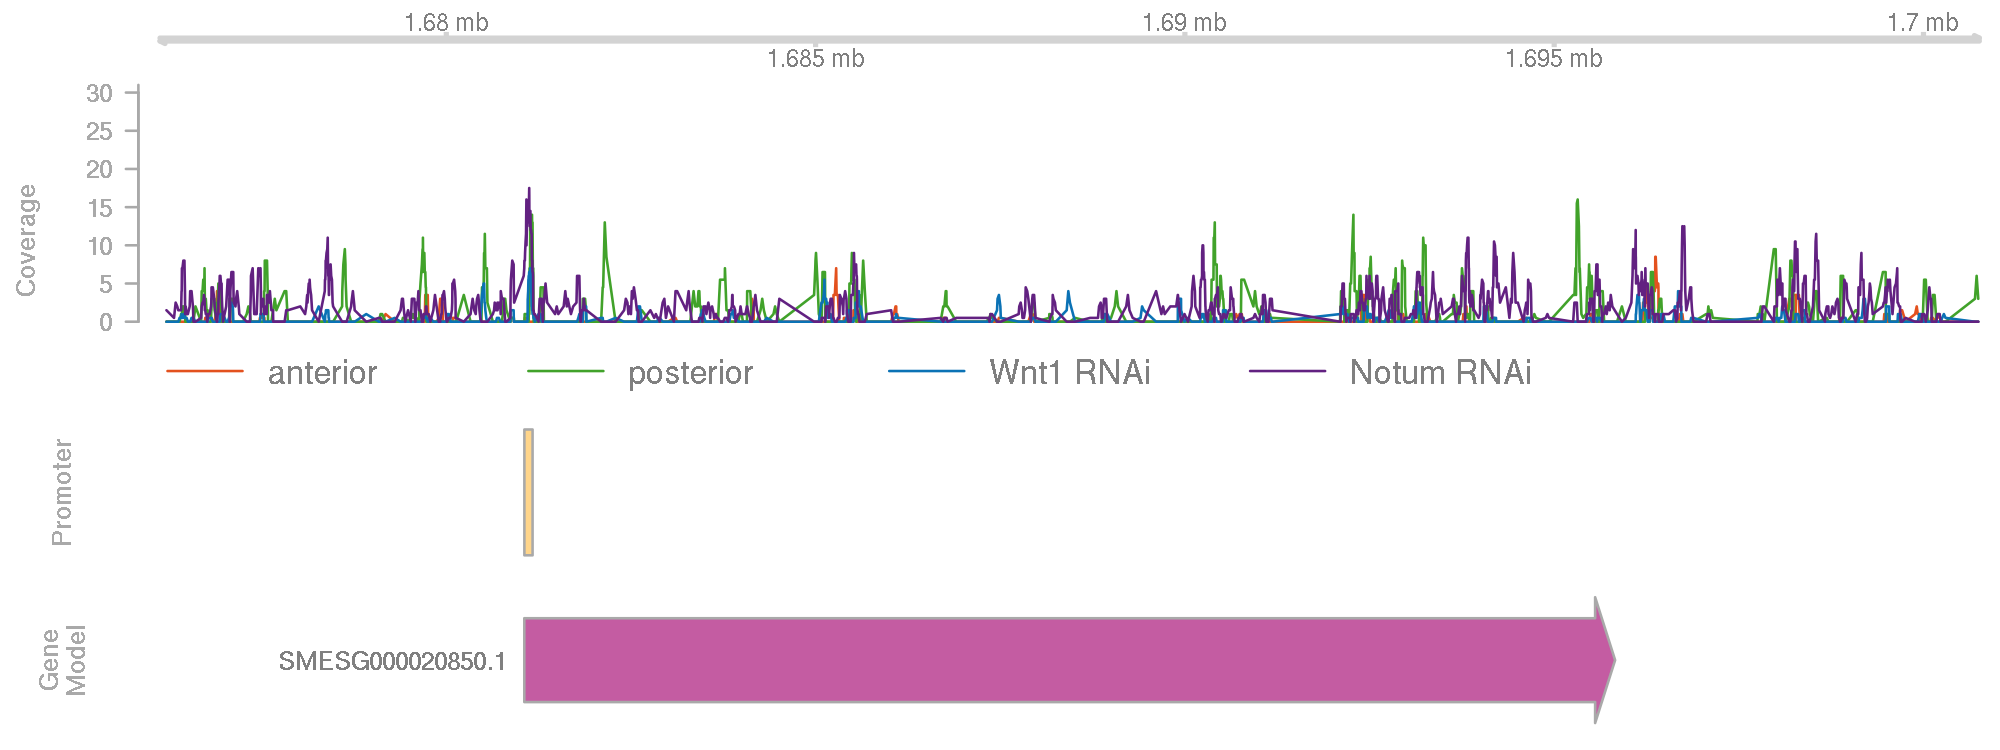 1.68 mb
1.69 mb
1.7 mb
1.685 mb
1.695 mb
30
25
20
15
10
5
0
Coverage
anterior
posterior
Wnt1 RNAi
Notum RNAi
Promoter
Gene
Model
SMESG000020850.1